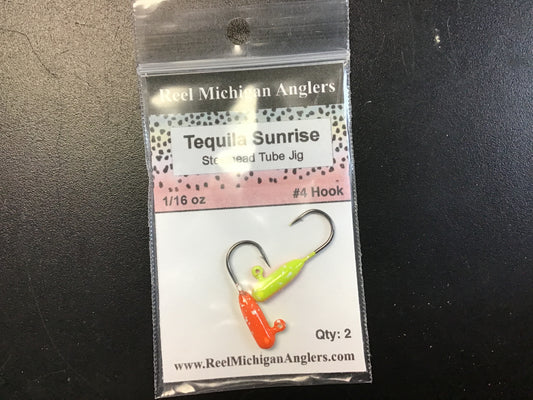 Reel Michigan Anglers
Tequila Sunrise
Steelhead Tube Jig
1/16 oz #4 Hook
Qty: 2
www.ReelMichiganAnglers.com